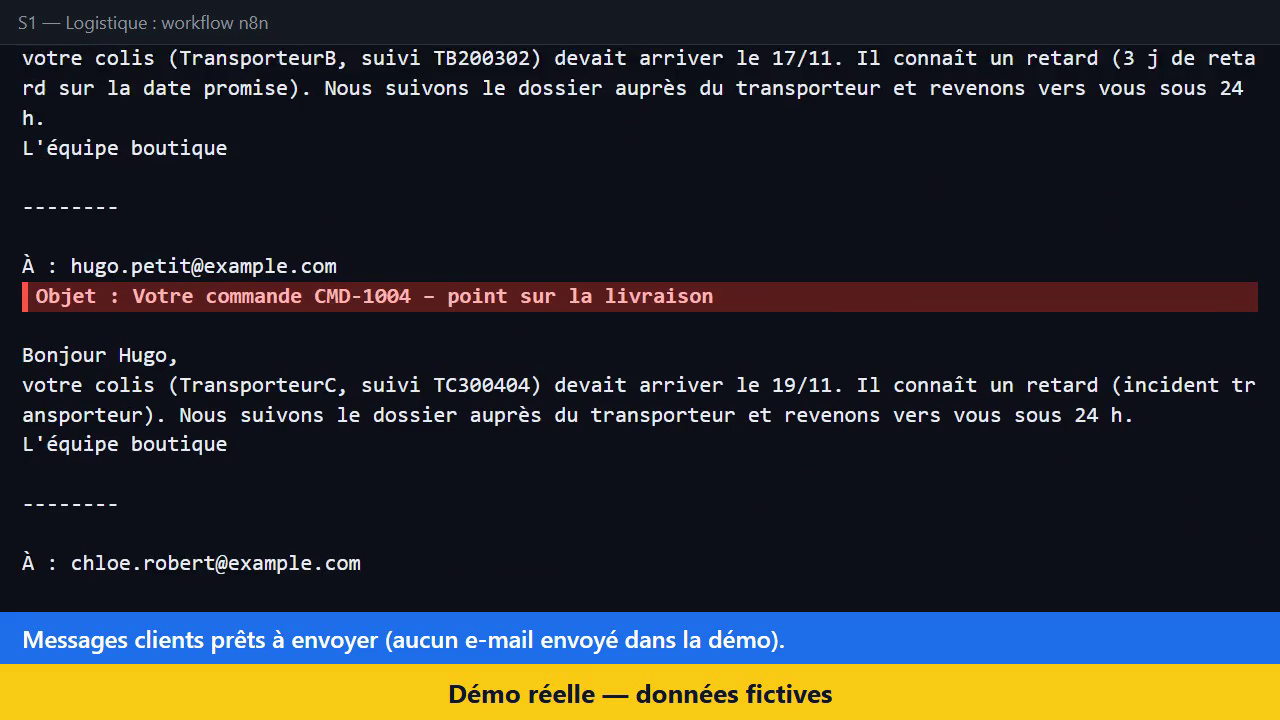 S1 — Logistique : workflow n8n
votre colis (TransporteurB, suivi TB200302) devait arriver le 17/11. Il connaît un retard (3 j de reta
rd sur la date promise). Nous suivons le dossier auprès du transporteur et revenons vers vous sous 24
h.
L'équipe boutique
--------
À : hugo.petit@example.com
Objet : Votre commande CMD-1004 – point sur la livraison
Bonjour Hugo,
votre colis (TransporteurC, suivi TC300404) devait arriver le 19/11. Il connaît un retard (incident tr
ansporteur). Nous suivons le dossier auprès du transporteur et revenons vers vous sous 24 h.
L'équipe boutique
--------
À : chloe.robert@example.com
Messages clients prêts à envoyer (aucun e-mail envoyé dans la démo).
Démo réelle — données fictives